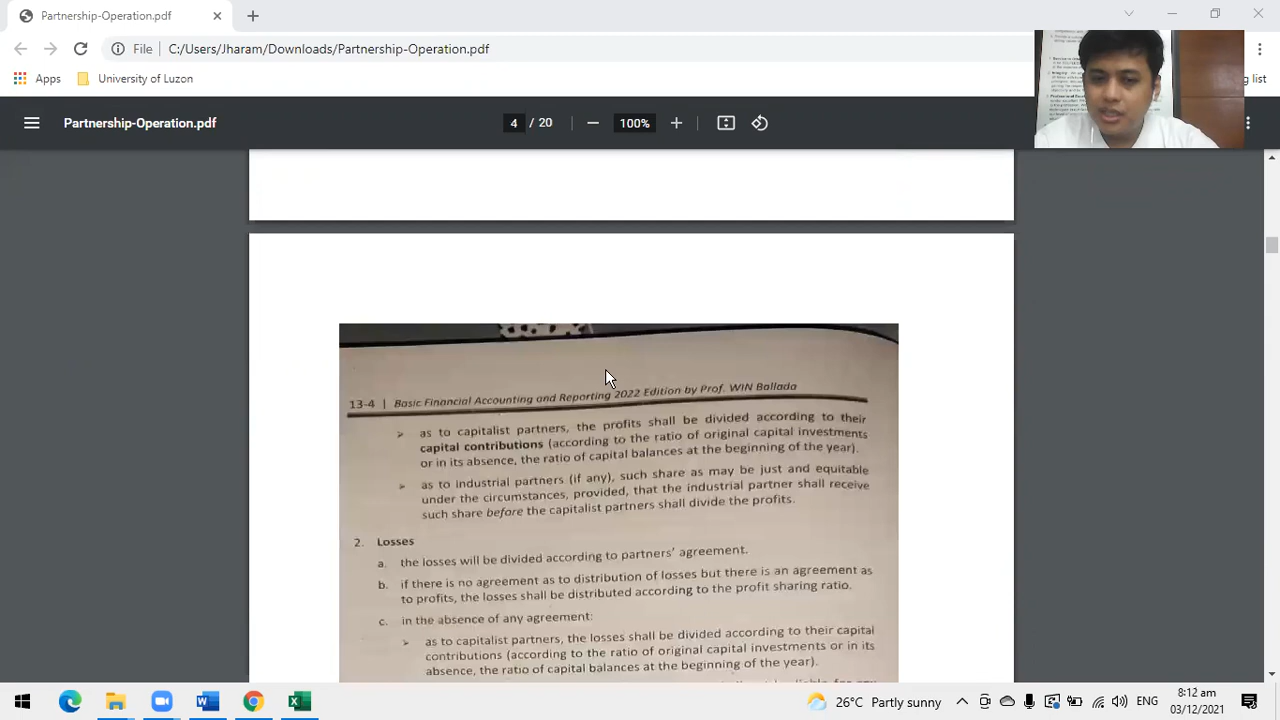 Partnership-Operation.pdf
File C:/Users/Jharam/Downloads/Partnership-Operation.pdf
Apps University of Luzon
Partnership-Operation.pdf 4 / 20 100%
13-4 | Basic Financial Accounting and Reporting 2022 Edition by Prof. WIN Ballada
➢ as to capitalist partners, the profits shall be divided according to their
capital contributions (according to the ratio of original capital investments
or in its absence, the ratio of capital balances at the beginning of the year).
➢ as to industrial partners (if any), such share as may be just and equitable
under the circumstances, provided, that the industrial partner shall receive
such share before the capitalist partners shall divide the profits.
2. Losses
a. the losses will be divided according to partners' agreement.
b. if there is no agreement as to distribution of losses but there is an agreement as
to profits, the losses shall be distributed according to the profit sharing ratio.
c. in the absence of any agreement:
➢ as to capitalist partners, the losses shall be divided according to their capital
contributions (according to the ratio of original capital investments or in its
absence, the ratio of capital balances at the beginning of the year).
26°C Partly sunny ENG 8:12 am
03/12/2021